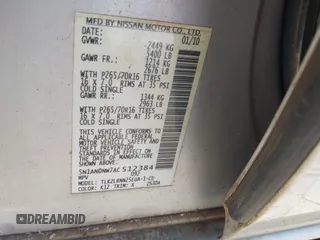 MFD BY NISSAN MOTOR CO., LTD.
DATE: 01/10
GVWR: 2449 KG
5400 LB
GAWR FR: 1214 KG
2676 LB
WITH P265/70R16 TIRES
16 X 7.0 RIMS AT 35 PSI
COLD SINGLE
GAWR RR: 1344 KG
2963 LB
WITH P265/70R16 TIRES
16 X 7.0 RIMS AT 35 PSI
COLD SINGLE
THIS VEHICLE CONFORMS TO ALL
APPLICABLE FEDERAL MOTOR VEHICLE
SAFETY AND
THEFT PREVENTION STANDARDS IN
EFFECT ON THE DATE OF
MANUFACTURE SHOWN ABOVE.
5N1AN0NW7AC512384
MPV
COLOR: K12 TRIM: X
Autohelperbot.com